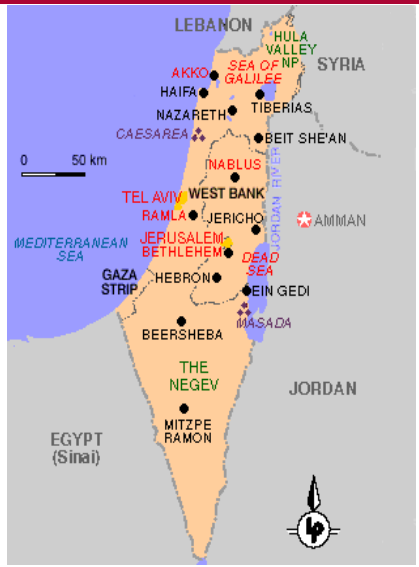 LEBANON
HULA
VALLEY
NP
SYRIA
AKKO
SEA OF
GALILEE
HAIFA
TIBERIAS
NAZARETH
CAESAREA
BEIT SHE'AN
0 50 km
NABLUS
JORDAN RIVER
TEL AVIV
WEST BANK
RAMLA
JERICHO
AMMAN
JERUSALEM
MEDITERRANEAN
SEA
BETHLEHEM
DEAD
SEA
GAZA
STRIP
HEBRON
EIN GEDI
MASADA
BEERSHEBA
THE
NEGEV
JORDAN
MITZPE
RAMON
EGYPT
(Sinai)
lp